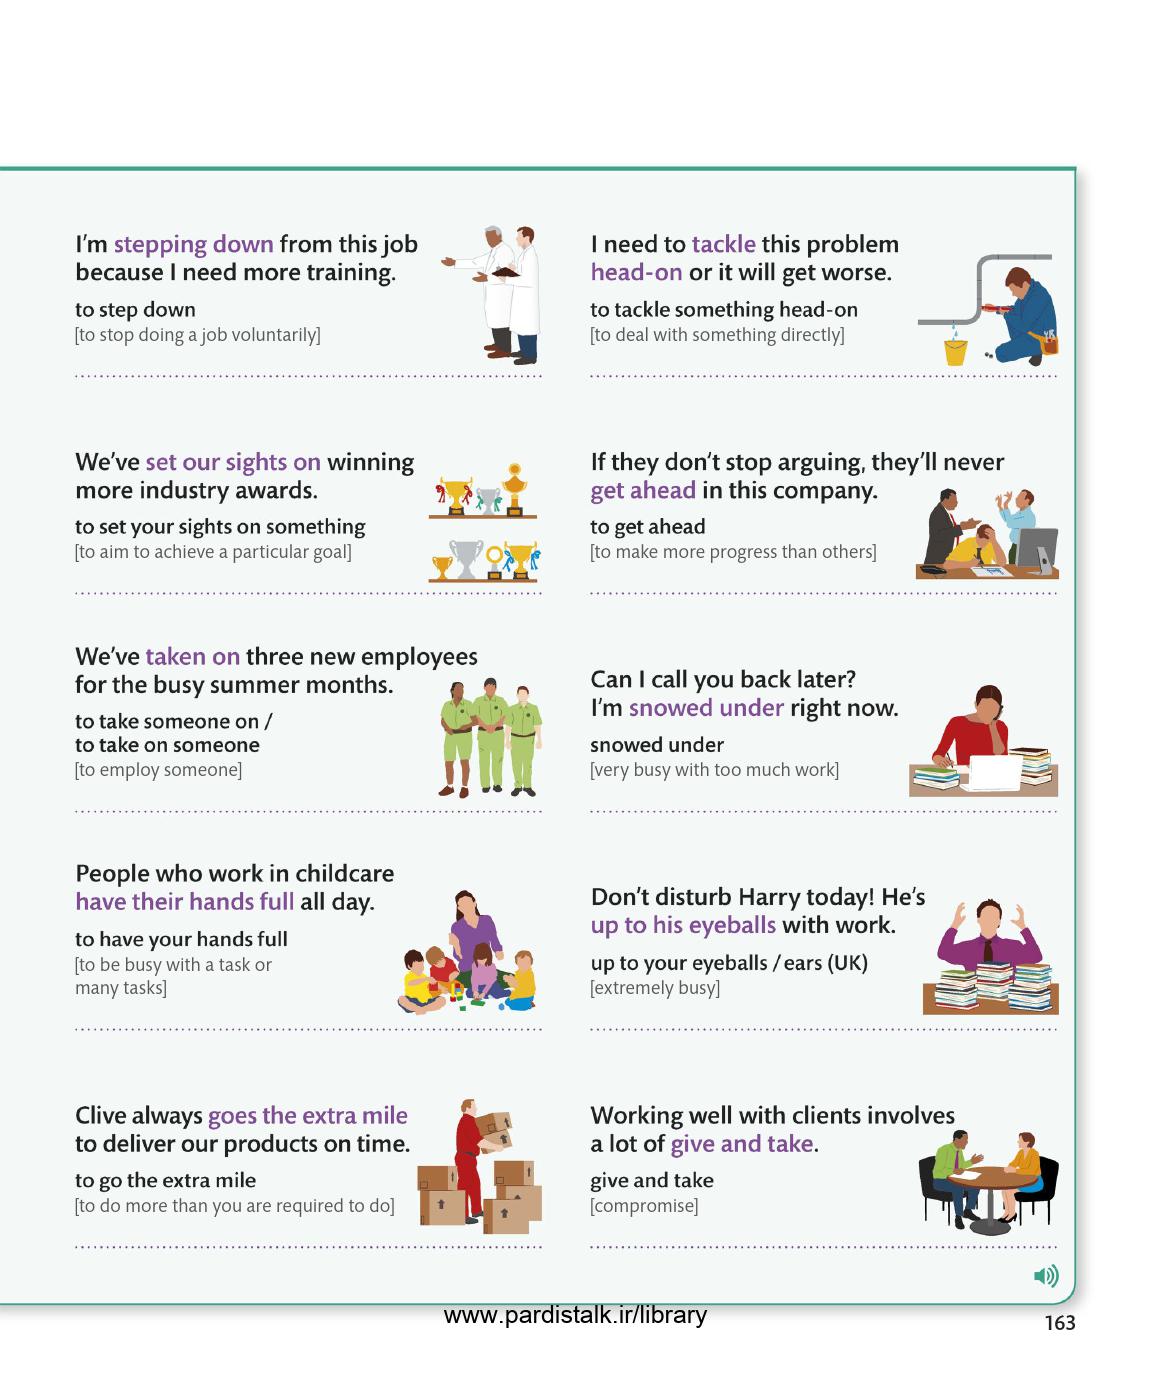 I'm stepping down from this job
because I need more training.
to step down
[to stop doing a job voluntarily]
We've set our sights on winning
more industry awards.
to set your sights on something
[to aim to achieve a particular goal]
We've taken on three new employees
for the busy summer months.
to take someone on /
to take on someone
[to employ someone]
People who work in childcare
have their hands full all day.
to have your hands full
[to be busy with a task or
many tasks]
Clive always goes the extra mile
to deliver our products on time.
to go the extra mile
[to do more than you are required to do]
I need to tackle this problem
head-on or it will get worse.
to tackle something head-on
[to deal with something directly]
If they don't stop arguing, they'll never
get ahead in this company.
to get ahead
[to make more progress than others]
Can I call you back later?
I'm snowed under right now.
snowed under
[very busy with too much work]
Don't disturb Harry today! He's
up to his eyeballs with work.
up to your eyeballs / ears (UK)
[extremely busy]
Working well with clients involves
a lot of give and take.
give and take
[compromise]
www.pardistalk.ir/library
163